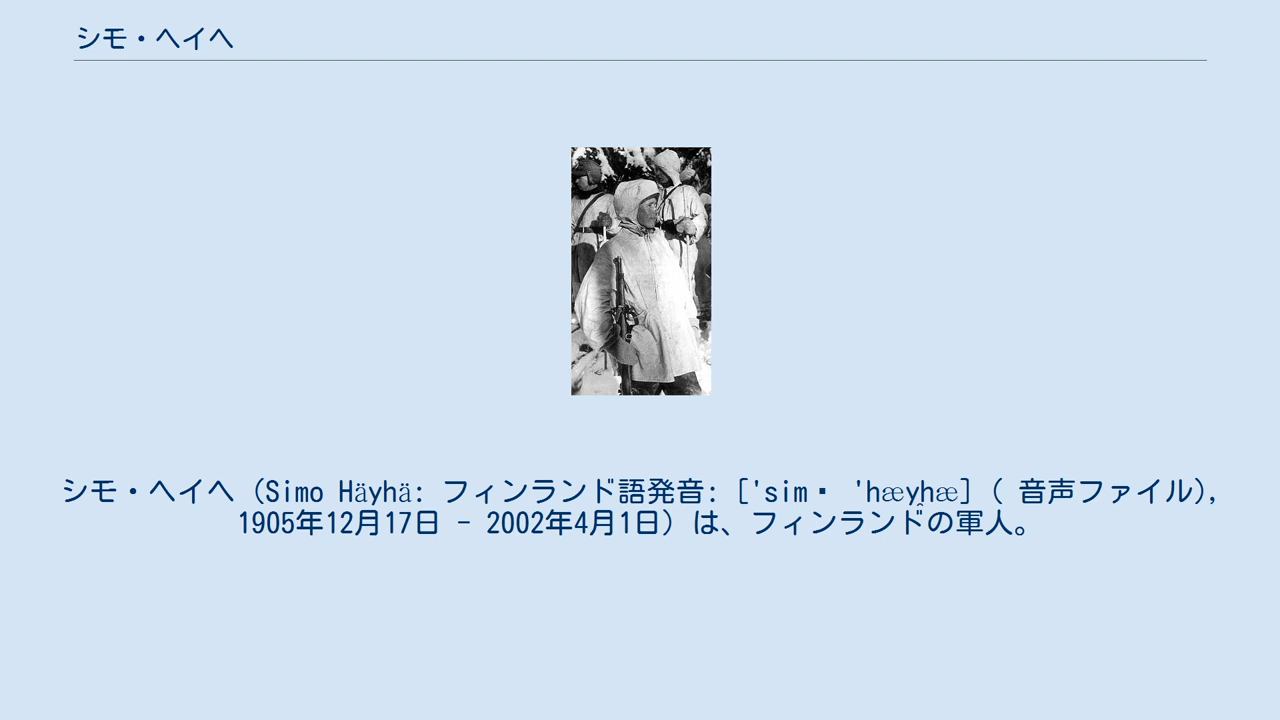 シモ・ヘイヘ
シモ・ヘイヘ（Simo Häyhä: フィンランド語発音: ['sim▪ 'hæy̯hæ] ( 音声ファイル),
1905年12月17日 - 2002年4月1日）は、フィンランドの軍人。